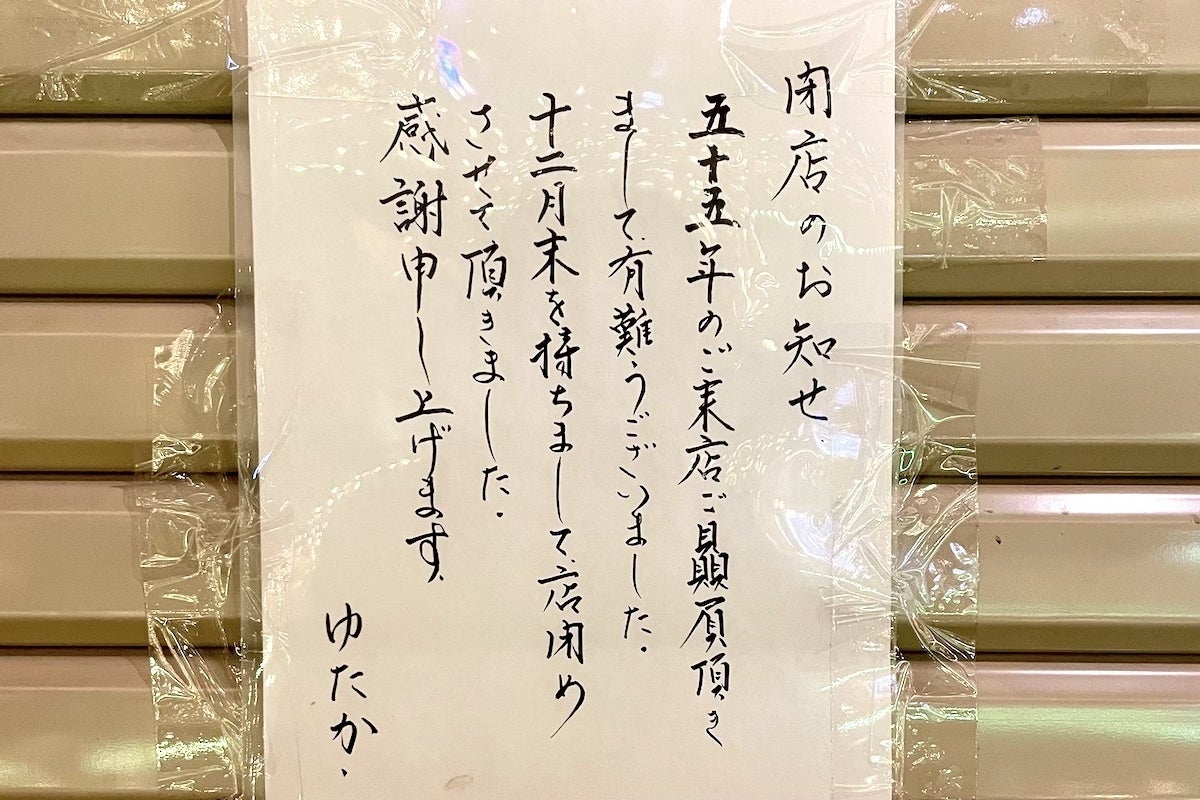 閉店のお知せ
五十五年のご来店ご贔屓頂き
まして有難うございました.
十二月末を持ちまして店閉め
させて頂きました.
感謝申し上げます.
ゆたか.